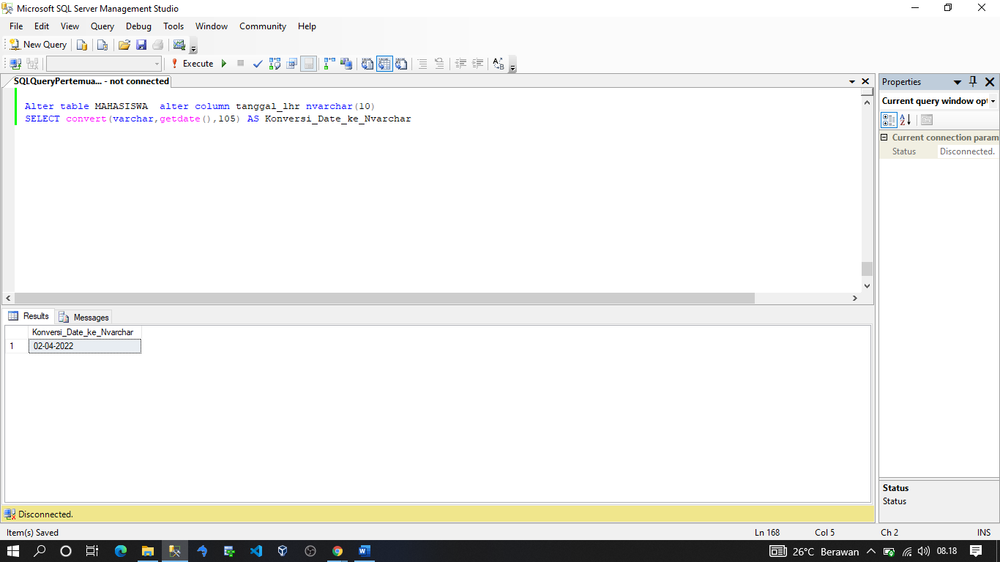 Microsoft SQL Server Management Studio
File Edit View Query Debug Tools Window Community Help
New Query
Execute
SQLQueryPertemua... - not connected
Alter table MAHASISWA  alter column tanggal_lhr nvarchar(10)
SELECT convert(varchar,getdate(),105) AS Konversi_Date_ke_Nvarchar
Results Messages
Konversi_Date_ke_Nvarchar
1 02-04-2022
Disconnected.
Properties
Current query window opt
Current connection param
Status Disconnected.
Status
Status
Item(s) Saved Ln 168 Col 5 Ch 2 INS
26°C Berawan 08.18